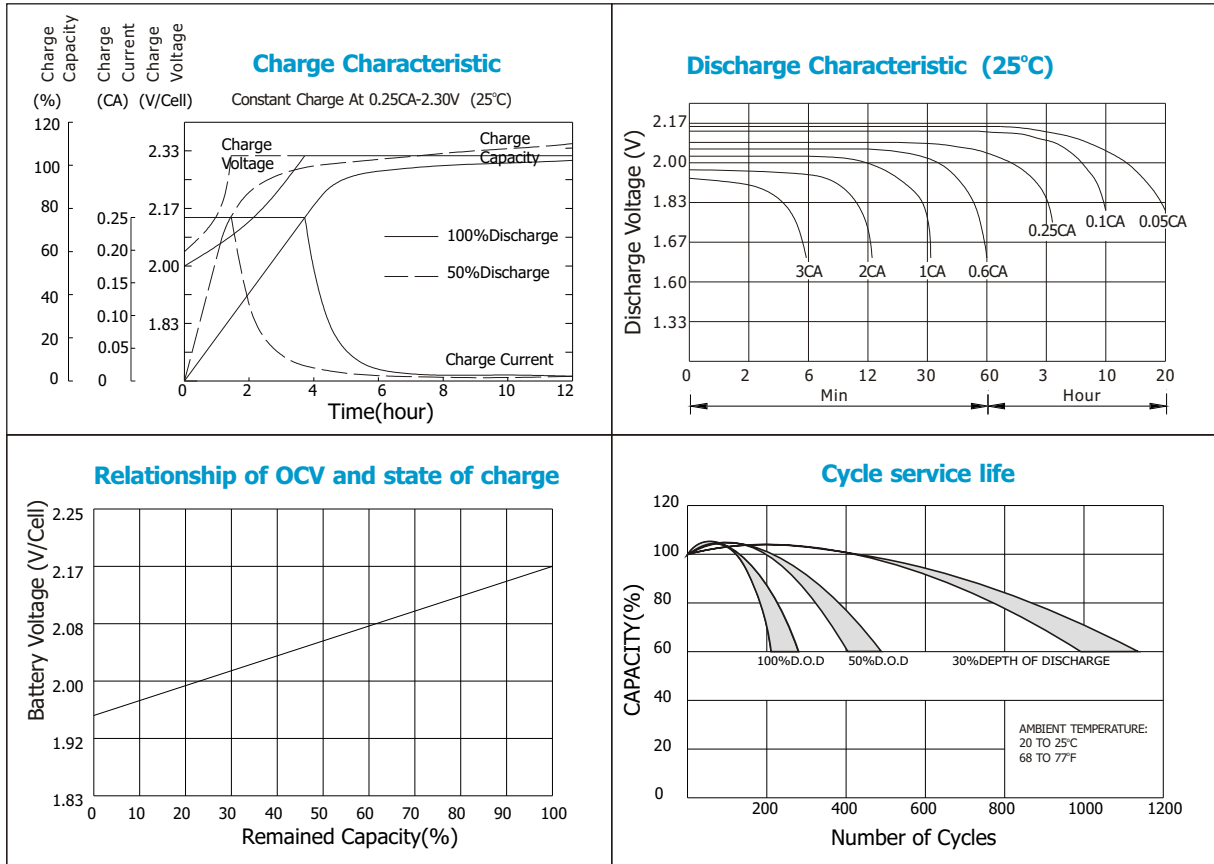 Charge Capacity
Charge Current
Charge Voltage
(%) (CA) (V/Cell)
Charge Characteristic
Constant Charge At 0.25CA-2.30V (25°C)
120
100
80
60
40
20
0
0.25
0.20
0.15
0.10
0.05
0
2.33
2.17
2.00
1.83
Charge Voltage
Charge Capacity
100%Discharge
50%Discharge
Charge Current
0 2 4 6 8 10 12
Time(hour)
Discharge Characteristic (25°C)
Discharge Voltage (V)
2.17
2.00
1.83
1.67
1.60
1.33
3CA 2CA 1CA 0.6CA 0.25CA 0.1CA 0.05CA
0 2 6 12 30 60 3 10 20
Min Hour
Relationship of OCV and state of charge
Battery Voltage (V/Cell)
2.25
2.17
2.08
2.00
1.92
1.83
0 10 20 30 40 50 60 70 80 90 100
Remained Capacity(%)
Cycle service life
CAPACITY(%)
120
100
80
60
40
20
0
100%D.O.D 50%D.O.D 30%DEPTH OF DISCHARGE
AMBIENT TEMPERATURE:
20 TO 25°C
68 TO 77°F
200 400 600 800 1000 1200
Number of Cycles